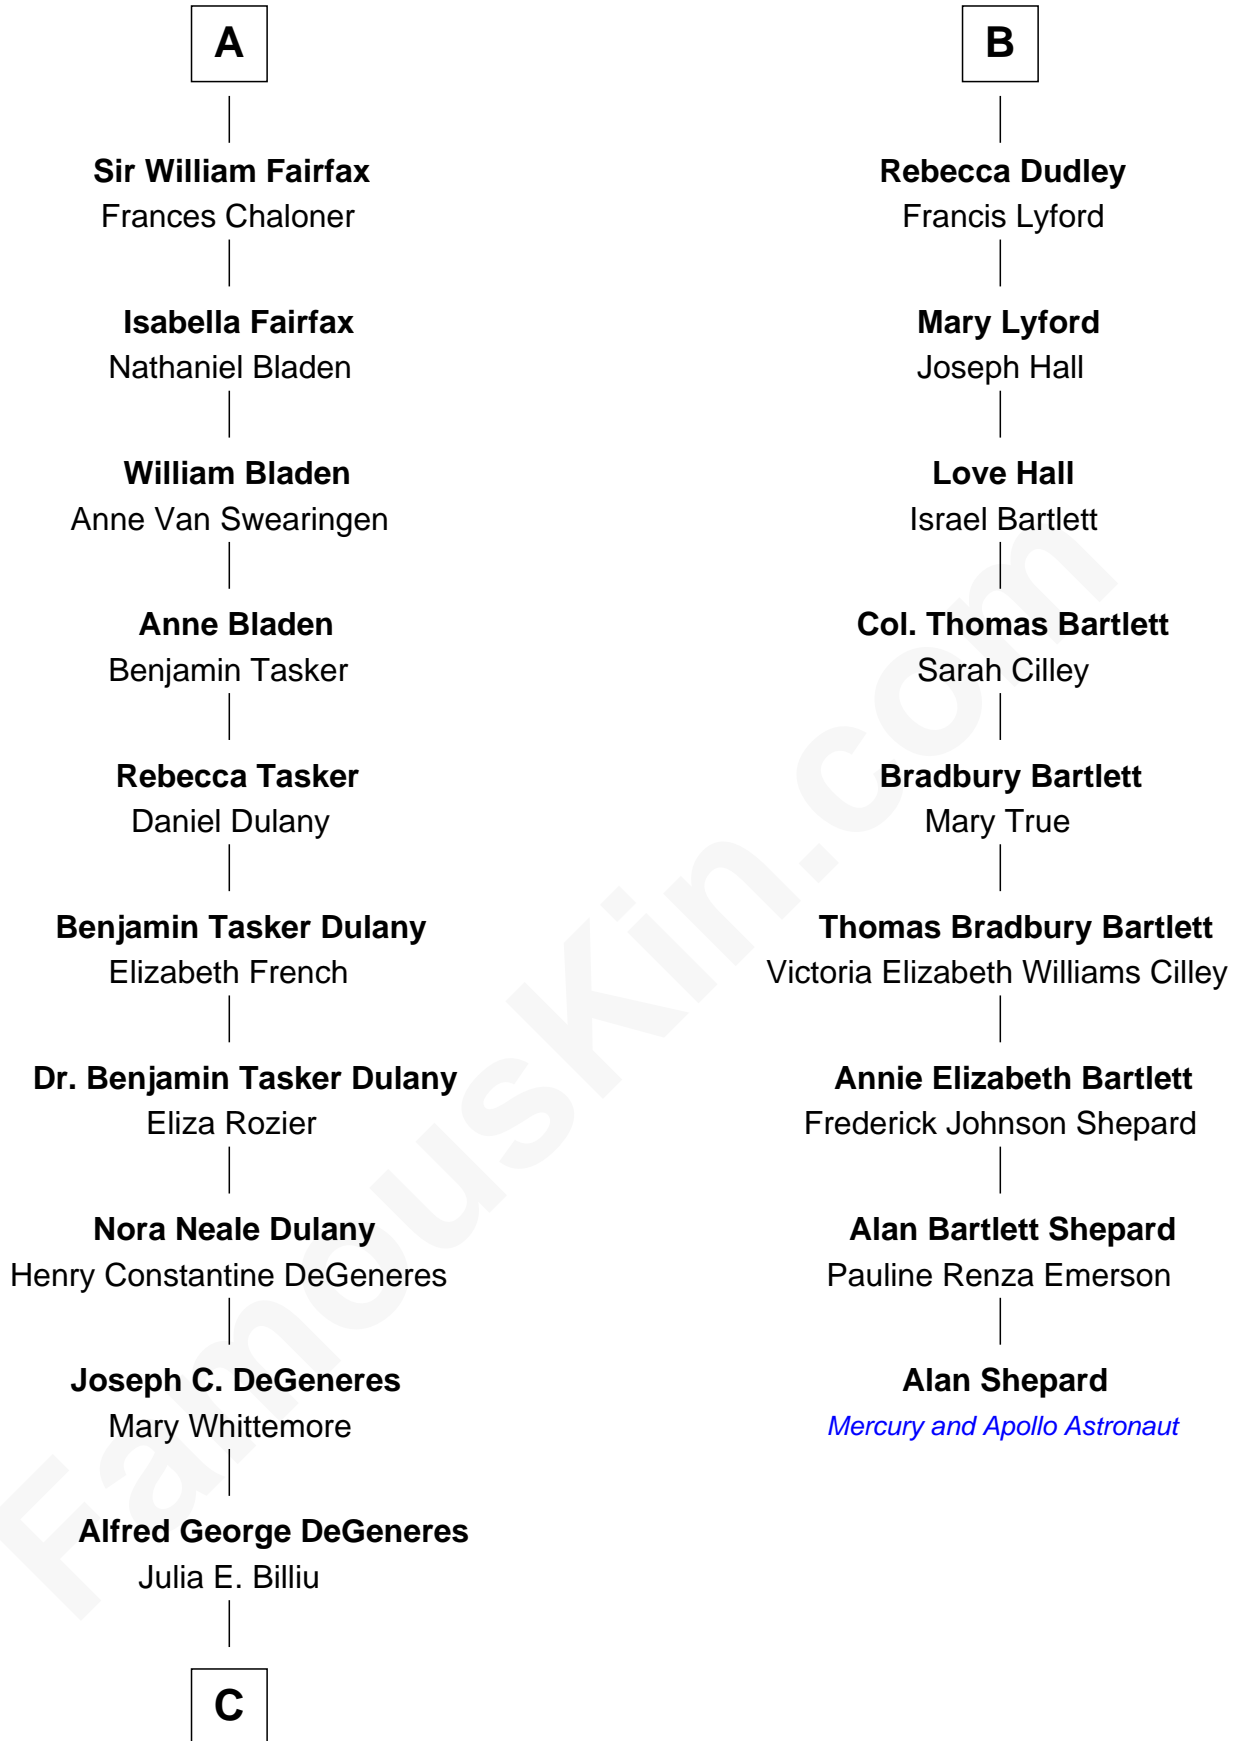 A
Sir William Fairfax
Frances Chaloner
Isabella Fairfax
Nathaniel Bladen
William Bladen
Anne Van Swearingen
Anne Bladen
Benjamin Tasker
Rebecca Tasker
Daniel Dulany
Benjamin Tasker Dulany
Elizabeth French
Dr. Benjamin Tasker Dulany
Eliza Rozier
Nora Neale Dulany
Henry Constantine DeGeneres
Joseph C. DeGeneres
Mary Whittemore
Alfred George DeGeneres
Julia E. Billiu
C
B
Rebecca Dudley
Francis Lyford
Mary Lyford
Joseph Hall
Love Hall
Israel Bartlett
Col. Thomas Bartlett
Sarah Cilley
Bradbury Bartlett
Mary True
Thomas Bradbury Bartlett
Victoria Elizabeth Williams Cilley
Annie Elizabeth Bartlett
Frederick Johnson Shepard
Alan Bartlett Shepard
Pauline Renza Emerson
Alan Shepard
Mercury and Apollo Astronaut
FamousKin.com